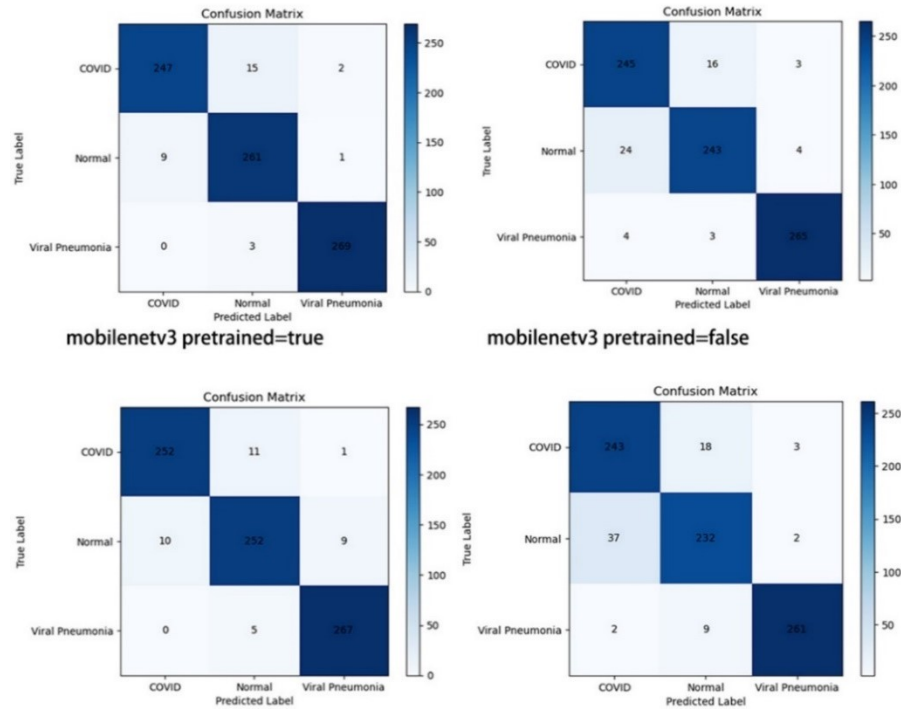 Confusion Matrix
COVID
247
15
2
Normal
9
261
1
Viral Pneumonia
0
3
269
COVID
Normal
Viral Pneumonia
Predicted Label
True Label
250
200
150
100
50
0
mobilenetv3 pretrained=true
Confusion Matrix
COVID
245
16
3
Normal
24
243
4
Viral Pneumonia
4
3
265
COVID
Normal
Viral Pneumonia
Predicted Label
True Label
250
200
150
100
50
mobilenetv3 pretrained=false
Confusion Matrix
COVID
252
11
1
Normal
10
252
9
Viral Pneumonia
0
5
267
COVID
Normal
Viral Pneumonia
Predicted Label
True Label
250
200
150
100
50
0
Confusion Matrix
COVID
243
18
3
Normal
37
232
2
Viral Pneumonia
2
9
261
COVID
Normal
Viral Pneumonia
Predicted Label
True Label
250
200
150
100
50